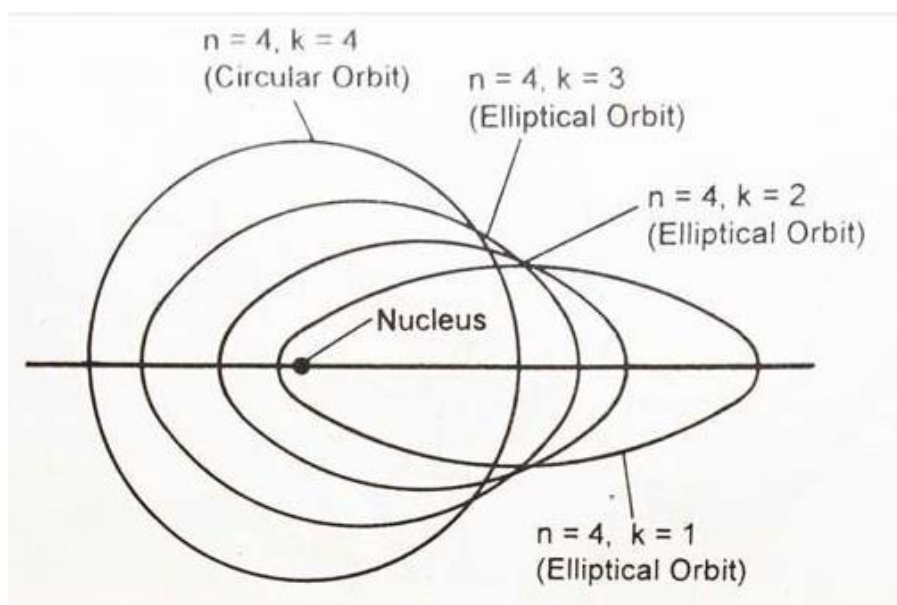 n = 4, k = 4
(Circular Orbit)
n = 4, k = 3
(Elliptical Orbit)
n = 4, k = 2
(Elliptical Orbit)
Nucleus
n = 4, k = 1
(Elliptical Orbit)